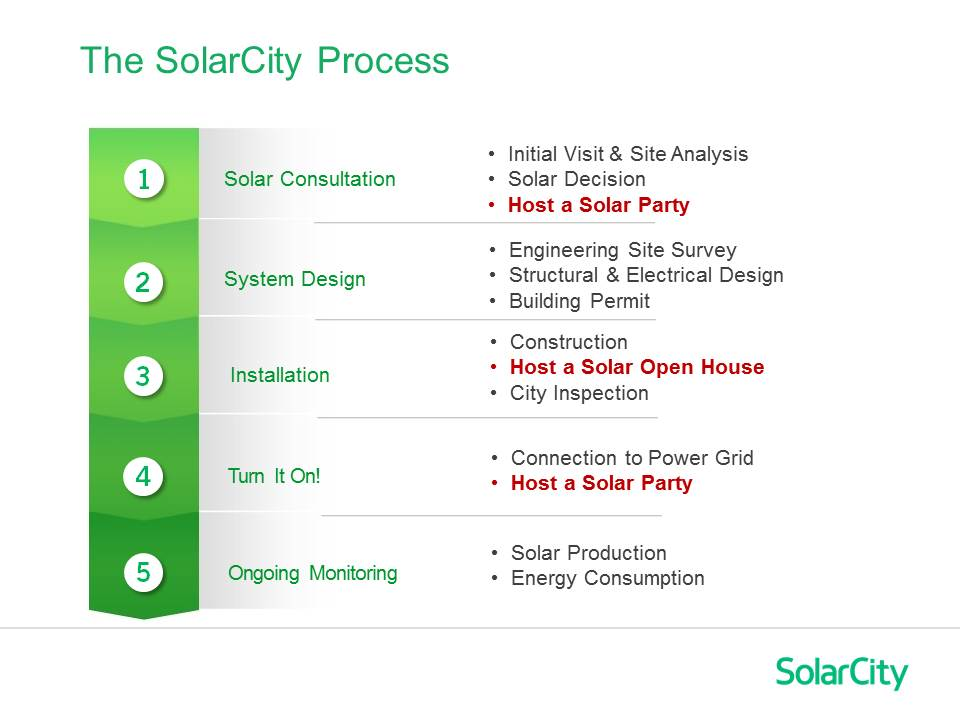 The SolarCity Process
1
Solar Consultation
• Initial Visit & Site Analysis
• Solar Decision
• Host a Solar Party
2
System Design
• Engineering Site Survey
• Structural & Electrical Design
• Building Permit
3
Installation
• Construction
• Host a Solar Open House
• City Inspection
4
Turn It On!
• Connection to Power Grid
• Host a Solar Party
5
Ongoing Monitoring
• Solar Production
• Energy Consumption
SolarCity